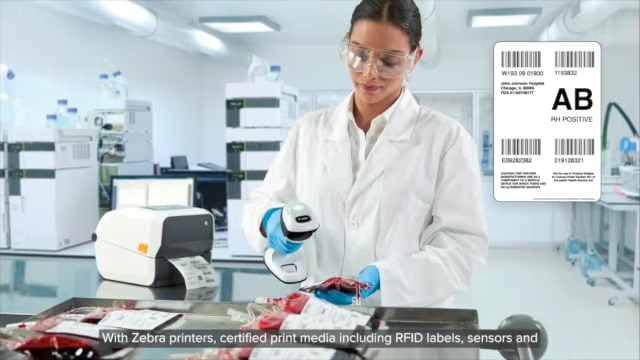 W193 09 01930
1193832
John Johnson Hospital
Chicago, IL 60089
AB
RH POSITIVE
E09282382
019128321
With Zebra printers, certified print media including RFID labels, sensors and